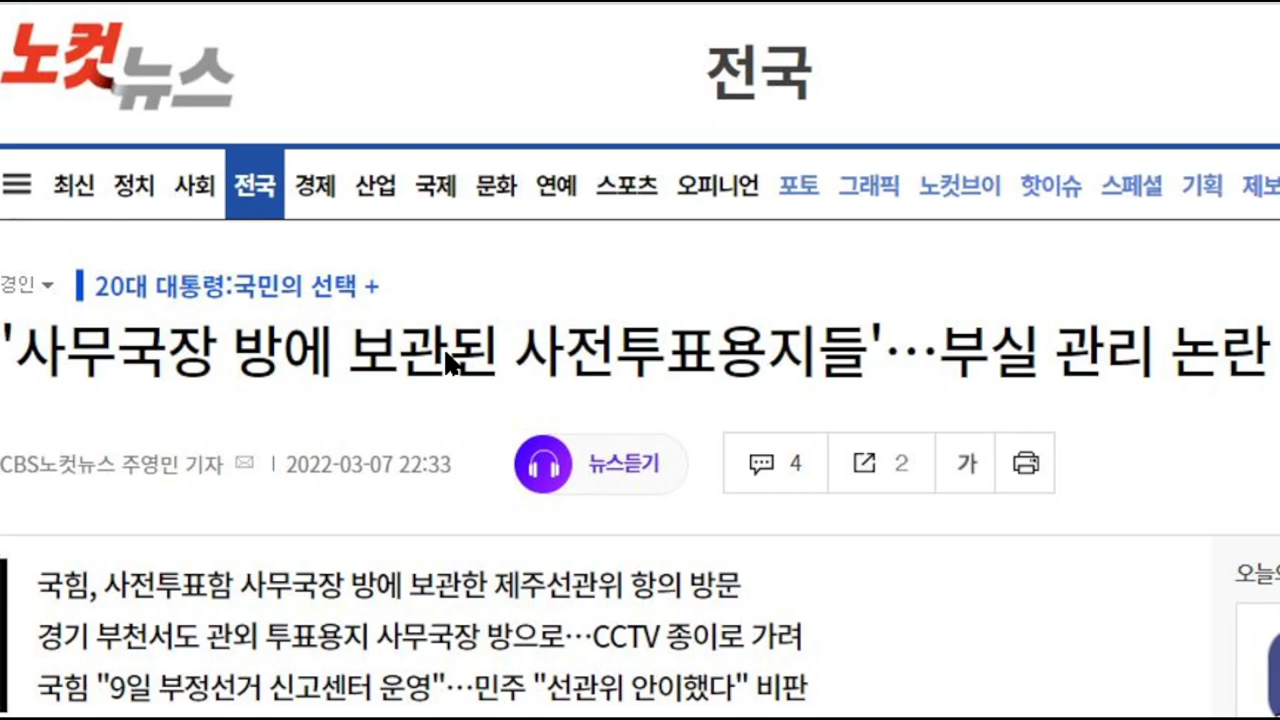 노컷뉴스
전국
최신 정치 사회 전국 경제 산업 국제 문화 연예 스포츠 오피니언 포토 그래픽 노컷브이 핫이슈 스페셜 기획 제보
경인 20대 대통령:국민의 선택 +
'사무국장 방에 보관된 사전투표용지들'…부실 관리 논란
CBS노컷뉴스 주영민 기자 2022-03-07 22:33 뉴스듣기 4 2 가
국힘, 사전투표함 사무국장 방에 보관한 제주선관위 항의 방문
오늘의
경기 부천서도 관외 투표용지 사무국장 방으로…CCTV 종이로 가려
국힘 "9일 부정선거 신고센터 운영"…민주 "선관위 안이했다" 비판